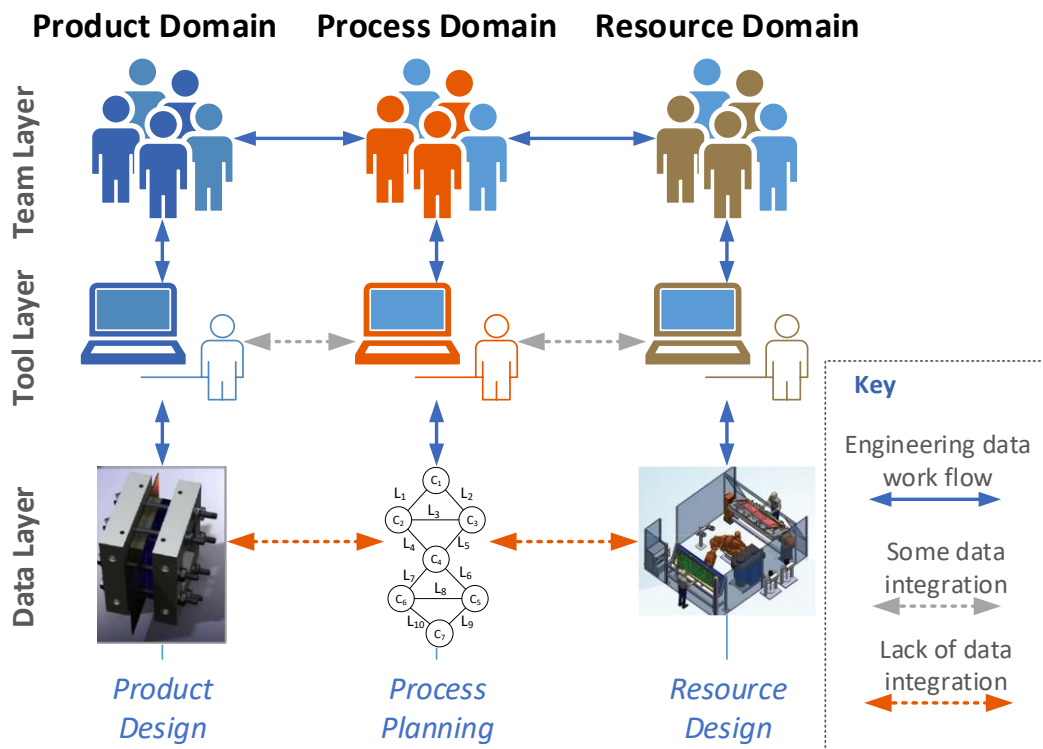 Product Domain
Process Domain
Resource Domain
Team Layer
Tool Layer
Data Layer
C1
L1
L2
L3
C2
C3
L4
L5
C4
L7
L6
L8
C6
C5
L10
L9
C7
Product
Design
Process
Planning
Resource
Design
Key
Engineering data
work flow
Some data
integration
Lack of data
integration